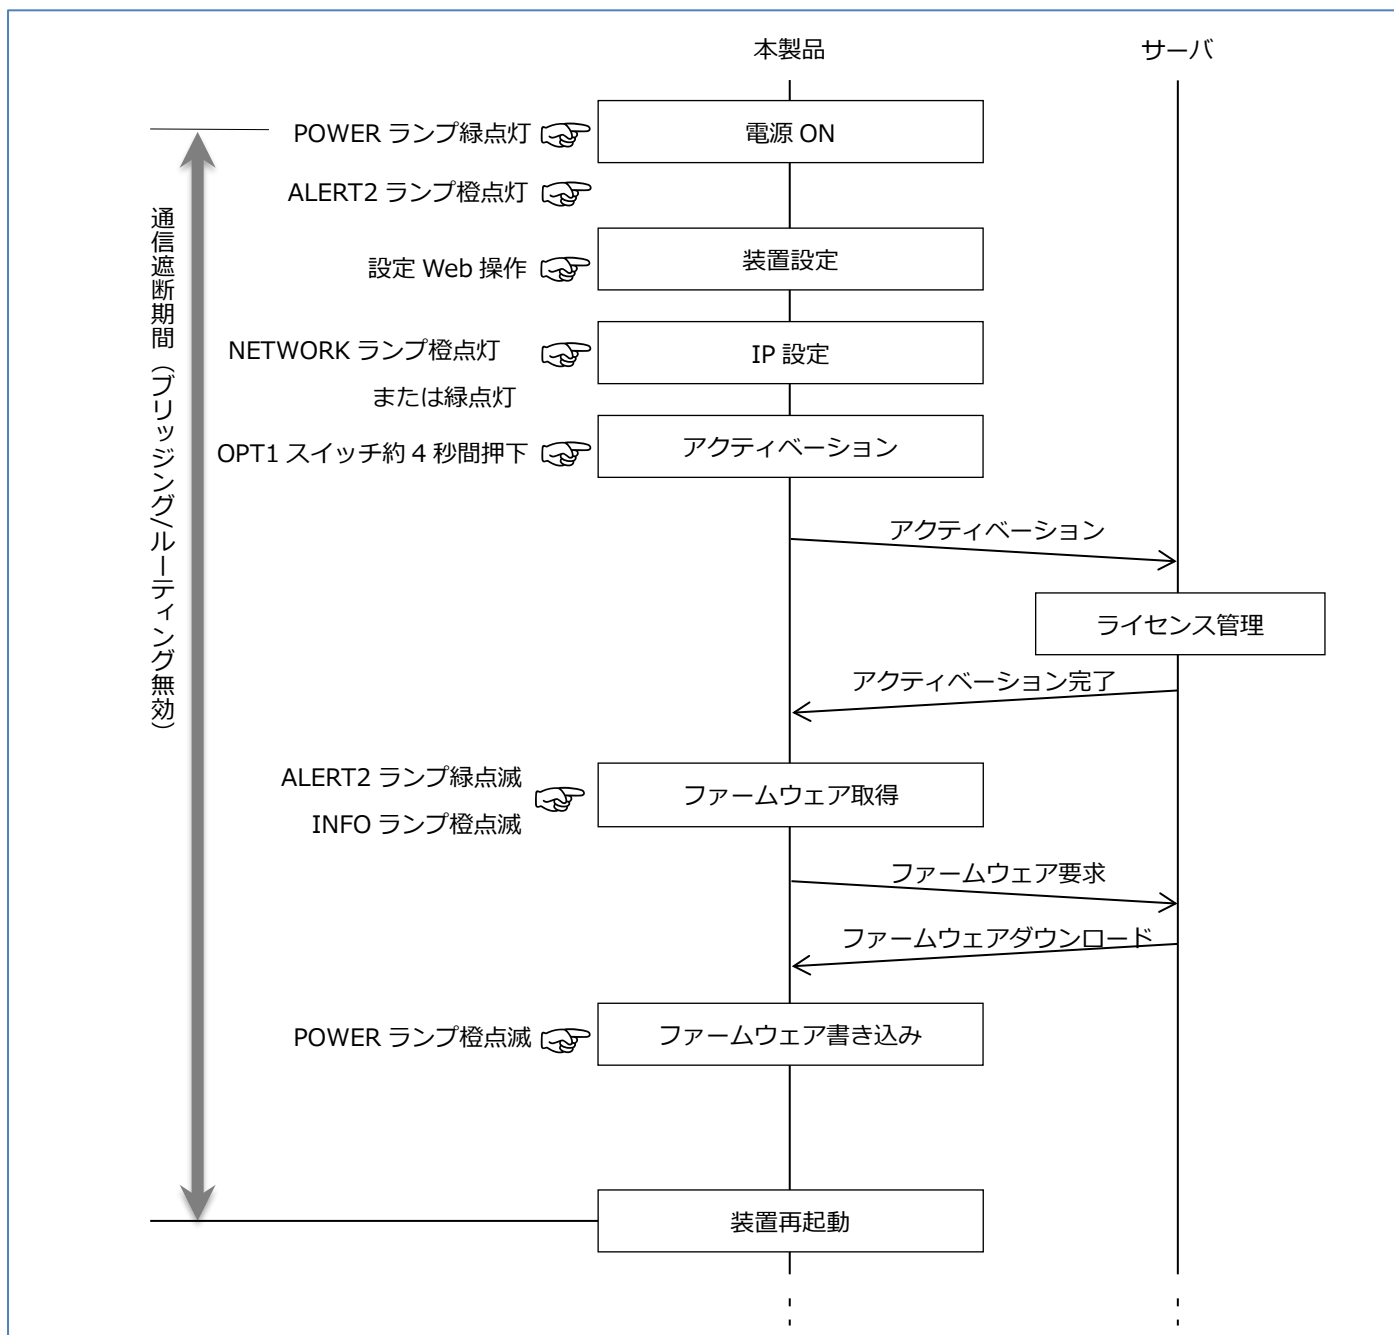 本製品
サーバ
POWER ランプ緑点灯
電源 ON
ALERT2 ランプ橙点灯
通信遮断期間（ブリッジング/ルーティング無効）
設定 Web 操作
装置設定
NETWORK ランプ橙点灯
または緑点灯
IP 設定
OPT1 スイッチ約 4 秒間押下
アクティベーション
アクティベーション
ライセンス管理
アクティベーション完了
ALERT2 ランプ緑点滅
INFO ランプ橙点滅
ファームウェア取得
ファームウェア要求
ファームウェアダウンロード
POWER ランプ橙点滅
ファームウェア書き込み
装置再起動